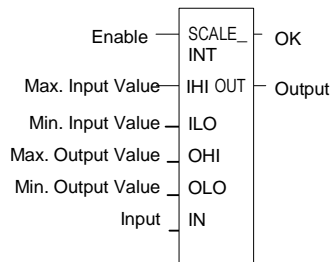 Enable SCALE_ OK
INT
Max. Input Value IHI OUT Output
Min. Input Value ILO
Max. Output Value OHI
Min. Output Value OLO
Input IN